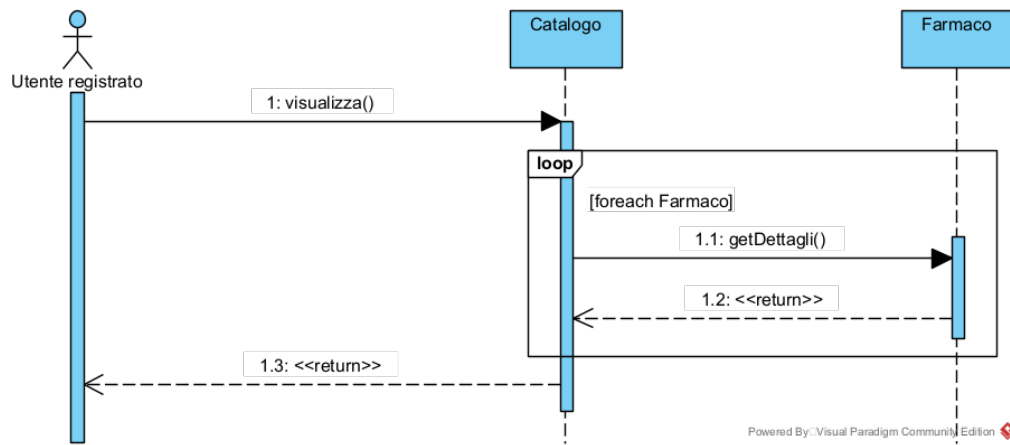 Catalogo
Farmaco
Utente registrato
1: visualizza()
loop
[foreach Farmaco]
1.1: getDettagli()
1.2: <<return>>
1.3: <<return>>
Powered By Visual Paradigm Community Edition